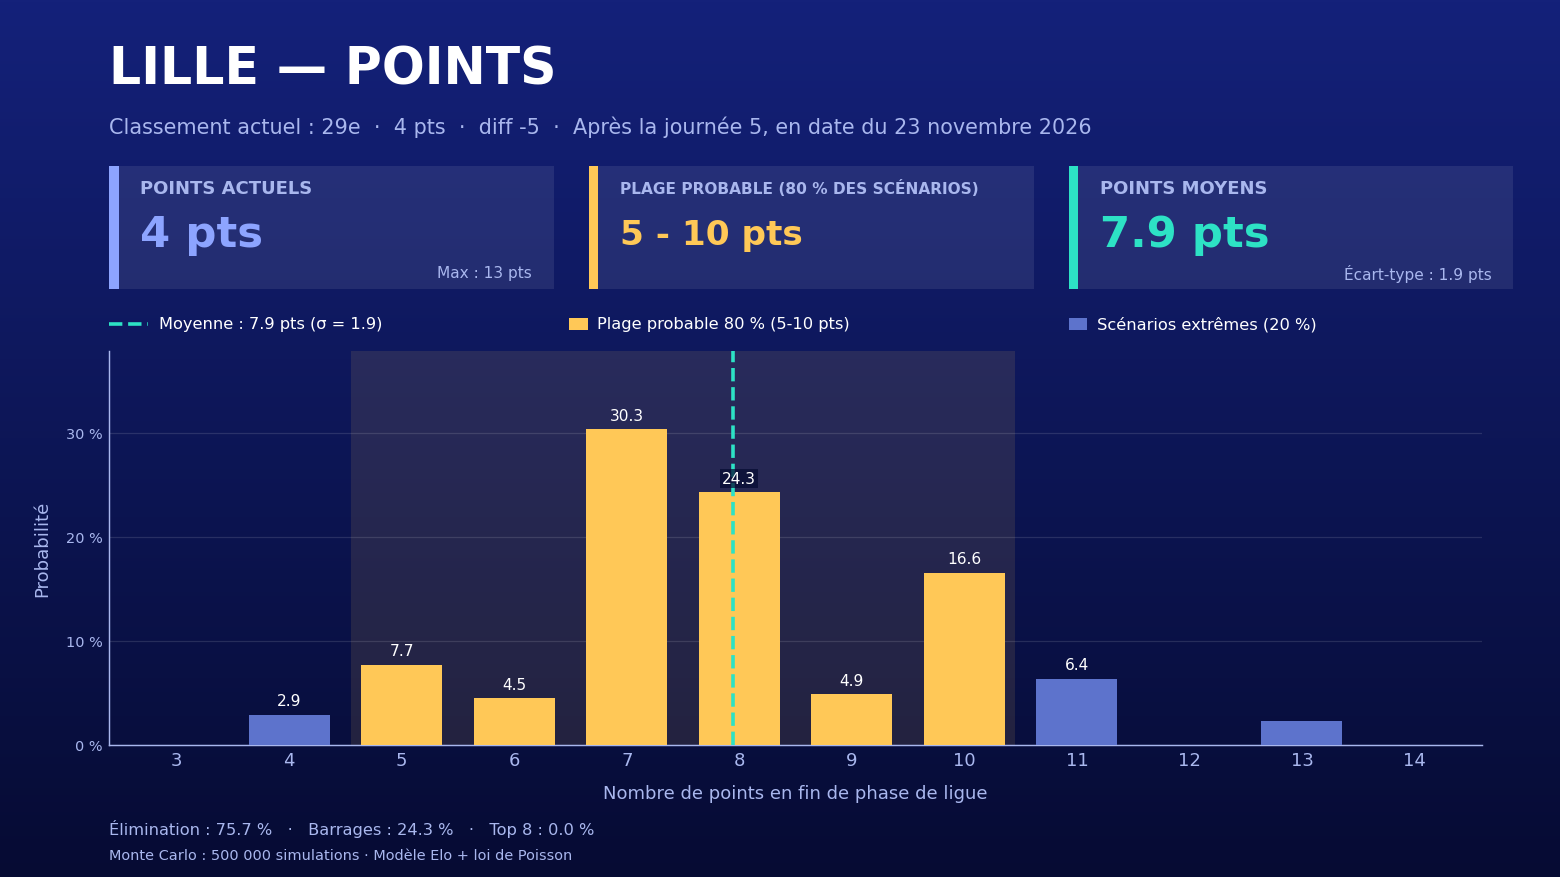 LILLE — POINTS
Classement actuel : 29e · 4 pts · diff -5 · Après la journée 5, en date du 23 novembre 2026
POINTS ACTUELS
4 pts
Max : 13 pts
PLAGE PROBABLE (80 % DES SCÉNARIOS)
5 - 10 pts
POINTS MOYENS
7.9 pts
Écart-type : 1.9 pts
Moyenne : 7.9 pts (σ = 1.9)
Plage probable 80 % (5-10 pts)
Scénarios extrêmes (20 %)
Probabilité
30 %
20 %
10 %
0 %
2.9
7.7
4.5
30.3
24.3
4.9
16.6
6.4
3 4 5 6 7 8 9 10 11 12 13 14
Nombre de points en fin de phase de ligue
Élimination : 75.7 % · Barrages : 24.3 % · Top 8 : 0.0 %
Monte Carlo : 500 000 simulations · Modèle Elo + loi de Poisson